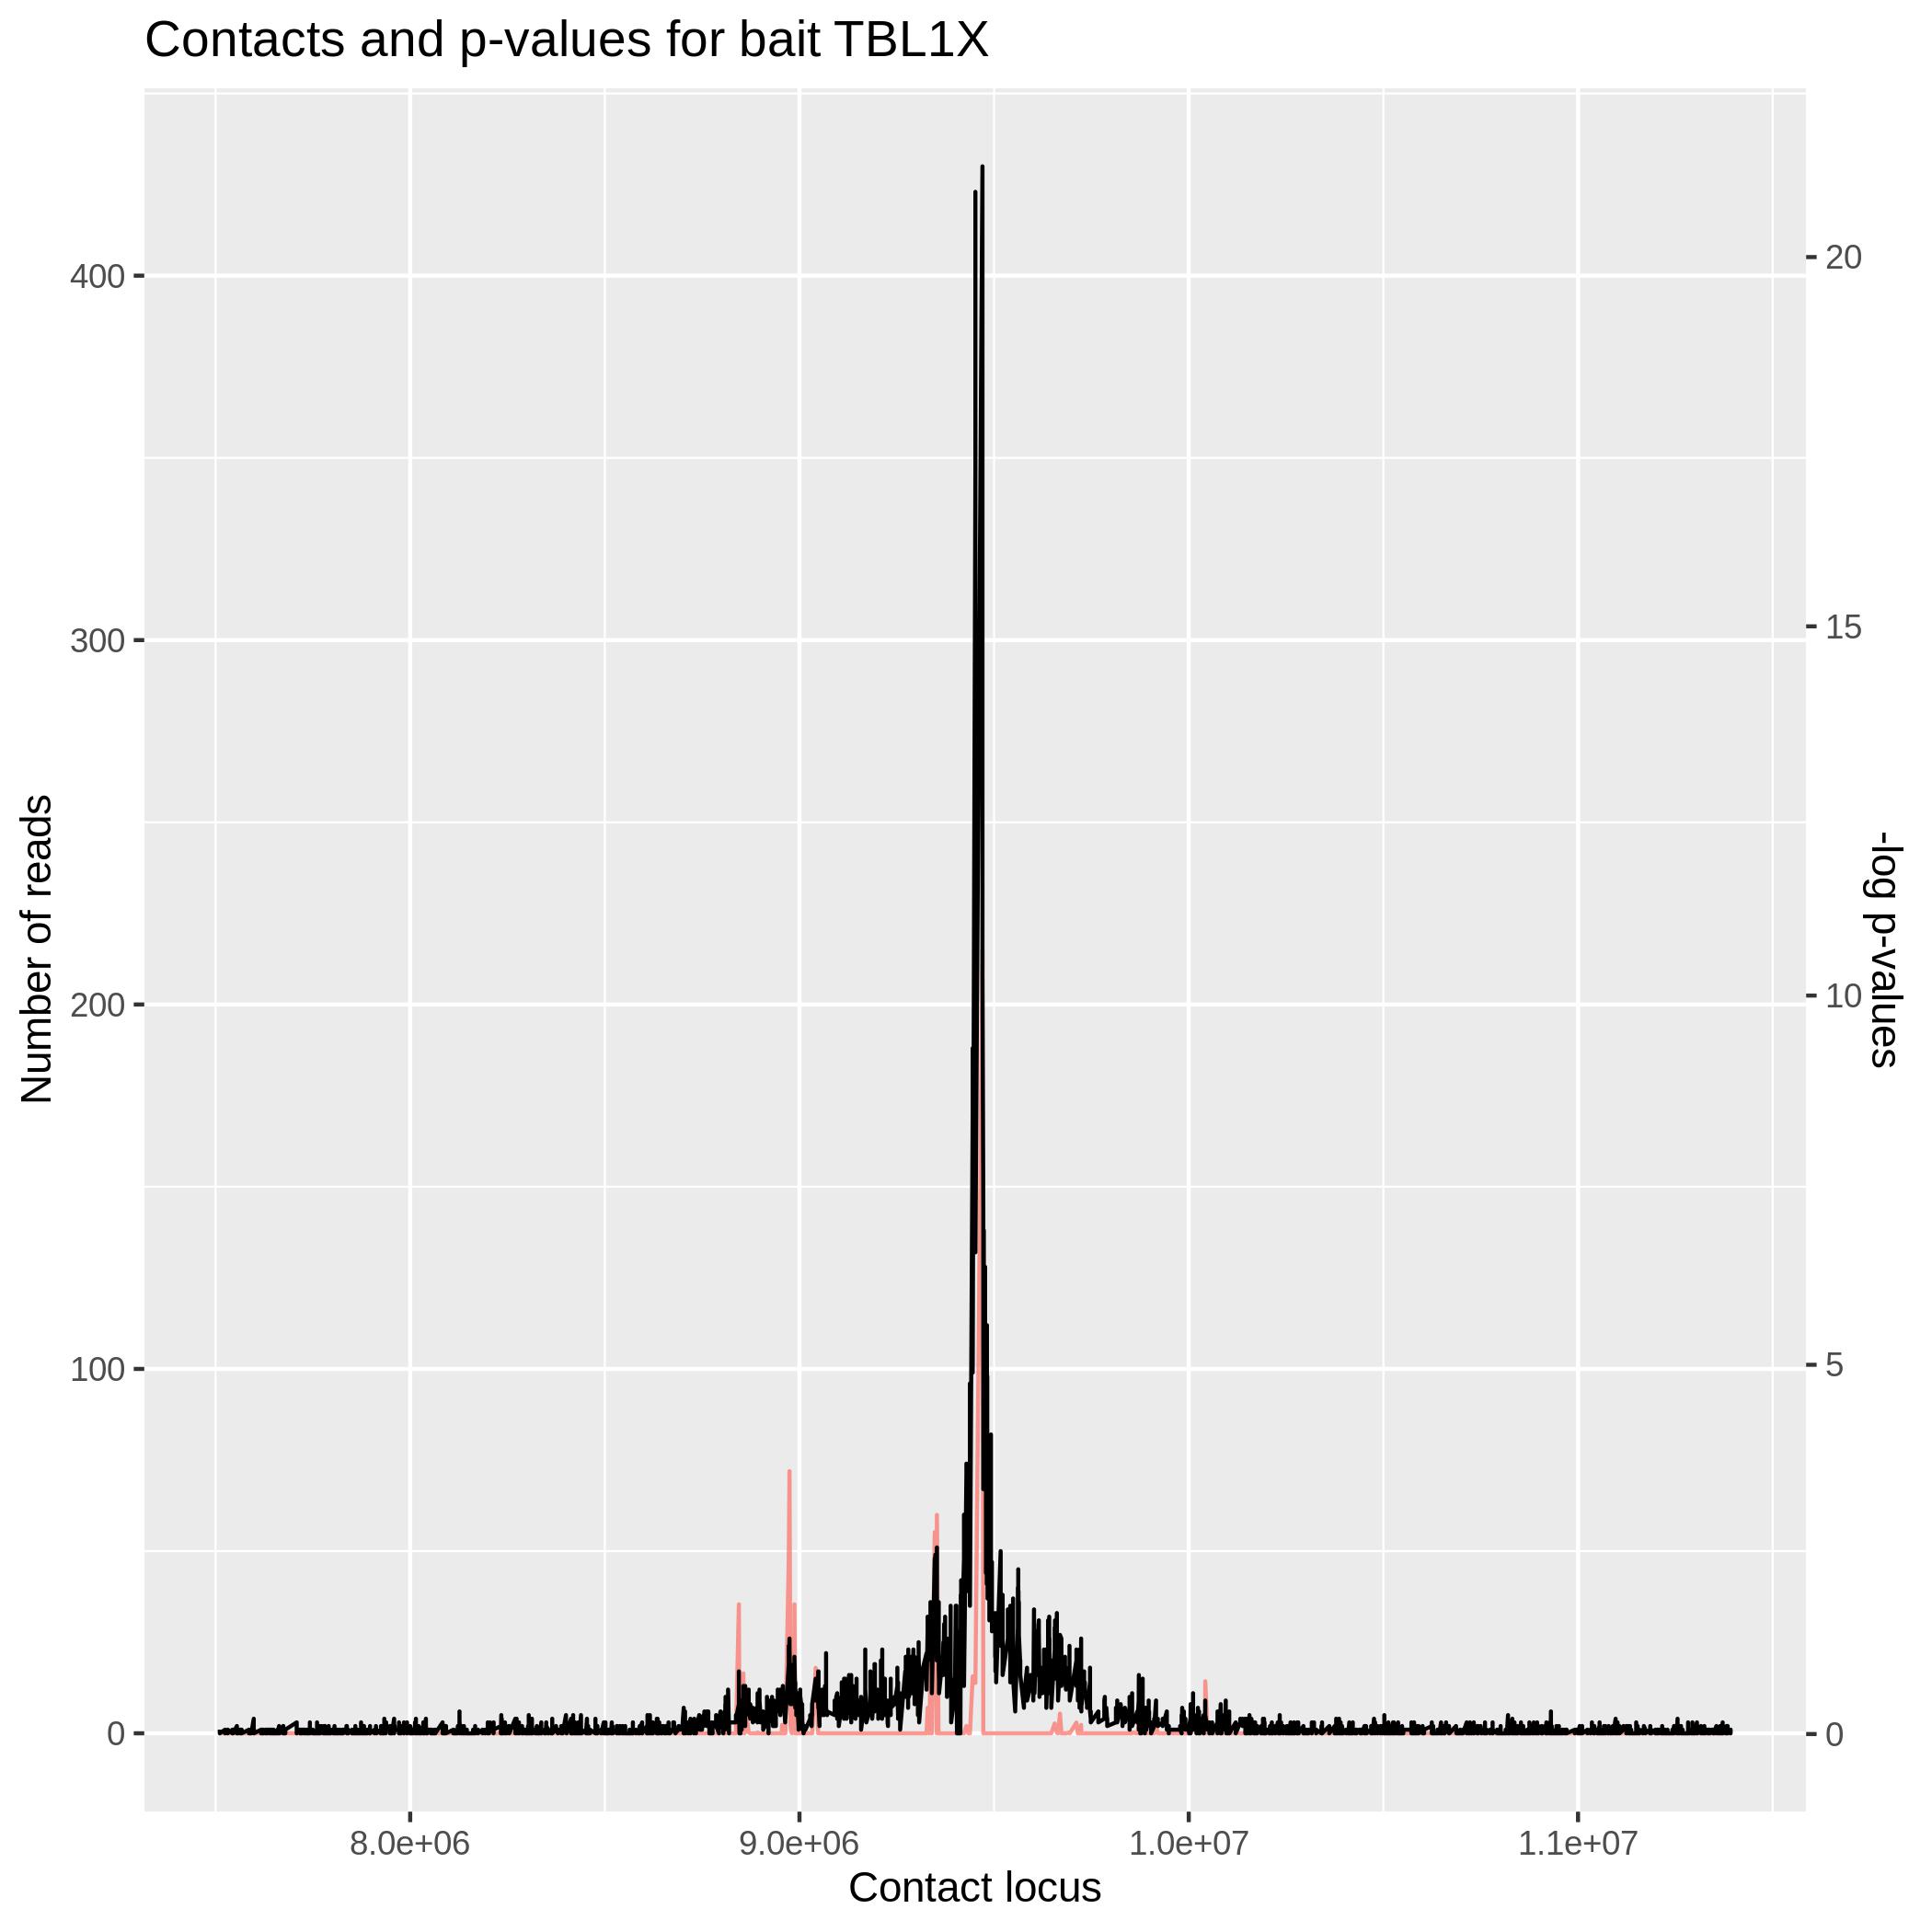 Contacts and p-values for bait TBL1X
Number of reads
400
300
200
100
0
20
15
10
5
0
-log p-values
8.0e+06
9.0e+06
1.0e+07
1.1e+07
Contact locus